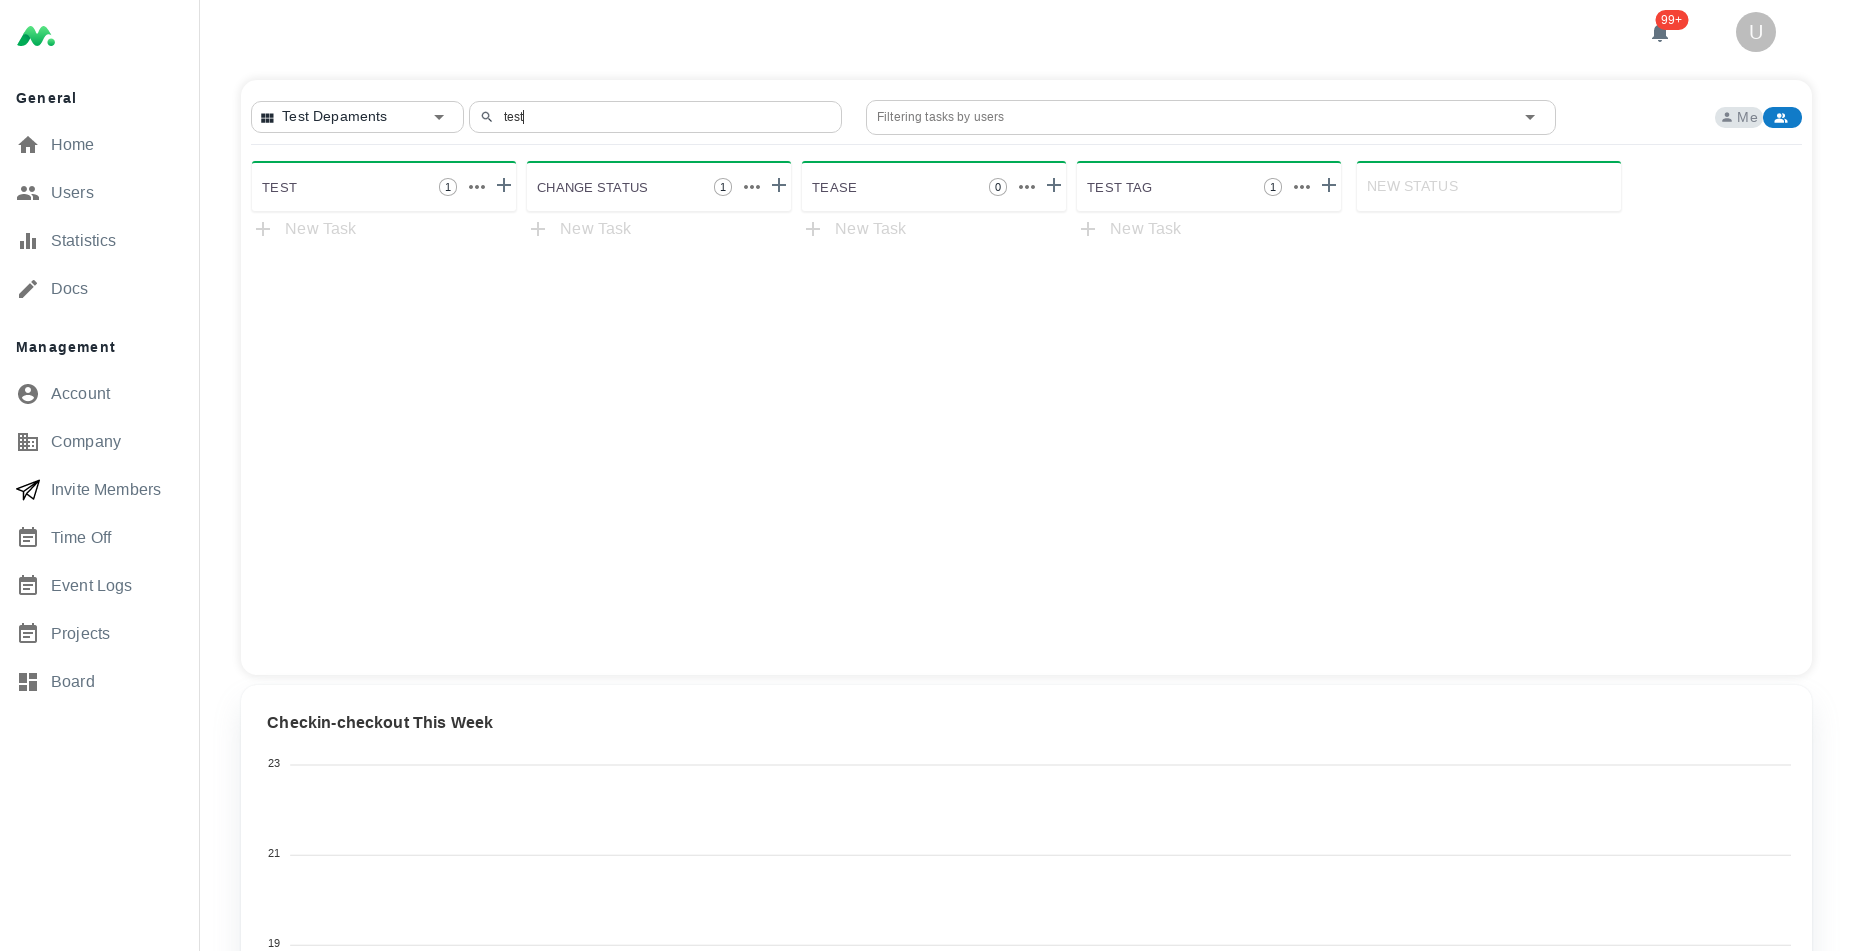 99+
U
General
Home
Users
Statistics
Docs
Management
Account
Company
Invite Members
Time Off
Event Logs
Projects
Board
Test Depaments
test
Filtering tasks by users
Me
TEST 1
CHANGE STATUS 1
TEASE 0
TEST TAG 1
NEW STATUS
New Task
New Task
New Task
New Task
Checkin-checkout This Week
23
21
19